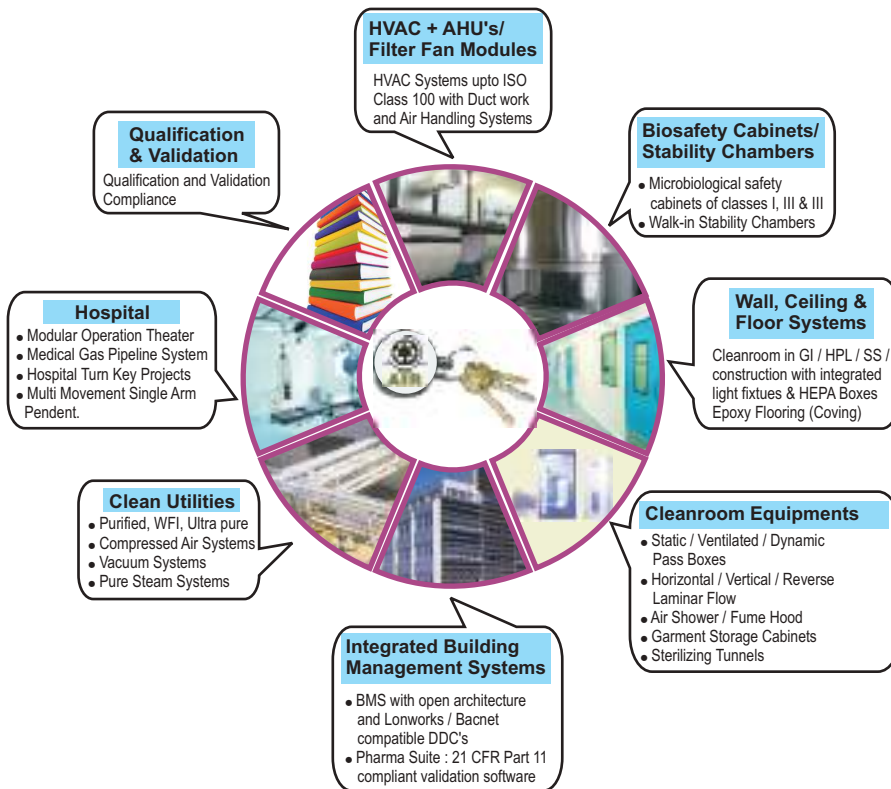 HVAC + AHU's/
Filter Fan Modules
HVAC Systems upto ISO
Class 100 with Duct work
and Air Handling Systems
Biosafety Cabinets/
Stability Chambers
• Microbiological safety
cabinets of classes I, III & III
• Walk-in Stability Chambers
Wall, Ceiling &
Floor Systems
Cleanroom in GI / HPL / SS /
construction with integrated
light fixtues & HEPA Boxes
Epoxy Flooring (Coving)
Cleanroom Equipments
• Static / Ventilated / Dynamic
Pass Boxes
• Horizontal / Vertical / Reverse
Laminar Flow
• Air Shower / Fume Hood
• Garment Storage Cabinets
• Sterilizing Tunnels
Integrated Building
Management Systems
• BMS with open architecture
and Lonworks / Bacnet
compatible DDC's
• Pharma Suite : 21 CFR Part 11
compliant validation software
Clean Utilities
• Purified, WFI, Ultra pure
• Compressed Air Systems
• Vacuum Systems
• Pure Steam Systems
Hospital
• Modular Operation Theater
• Medical Gas Pipeline System
• Hospital Turn Key Projects
• Multi Movement Single Arm
Pendent.
Qualification
& Validation
Qualification and Validation
Compliance